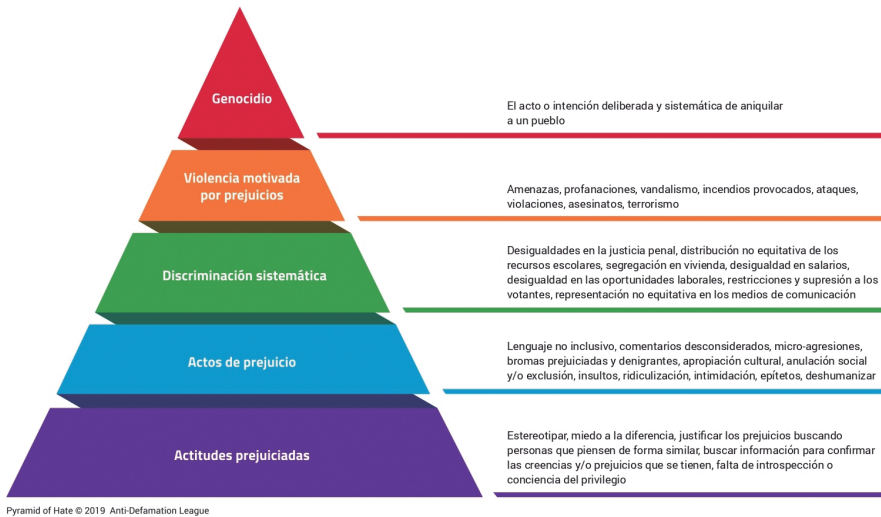 Genocidio
El acto o intención deliberada y sistemática de aniquilar
a un pueblo
Violencia motivada
por prejuicios
Amenazas, profanaciones, vandalismo, incendios provocados, ataques,
violaciones, asesinatos, terrorismo
Discriminación sistemática
Desigualdades en la justicia penal, distribución no equitativa de los
recursos escolares, segregación en vivienda, desigualdad en salarios,
desigualdad en las oportunidades laborales, restricciones y supresión a los
votantes, representación no equitativa en los medios de comunicación
Actos de prejuicio
Lenguaje no inclusivo, comentarios desconsiderados, micro-agresiones,
bromas prejuiciadas y denigrantes, apropiación cultural, anulación social
y/o exclusión, insultos, ridiculización, intimidación, epítetos, deshumanizar
Actitudes prejuiciadas
Estereotipar, miedo a la diferencia, justificar los prejuicios buscando
personas que piensen de forma similar, buscar información para confirmar
las creencias y/o prejuicios que se tienen, falta de introspección o
conciencia del privilegio
Pyramid of Hate © 2019 Anti-Defamation League